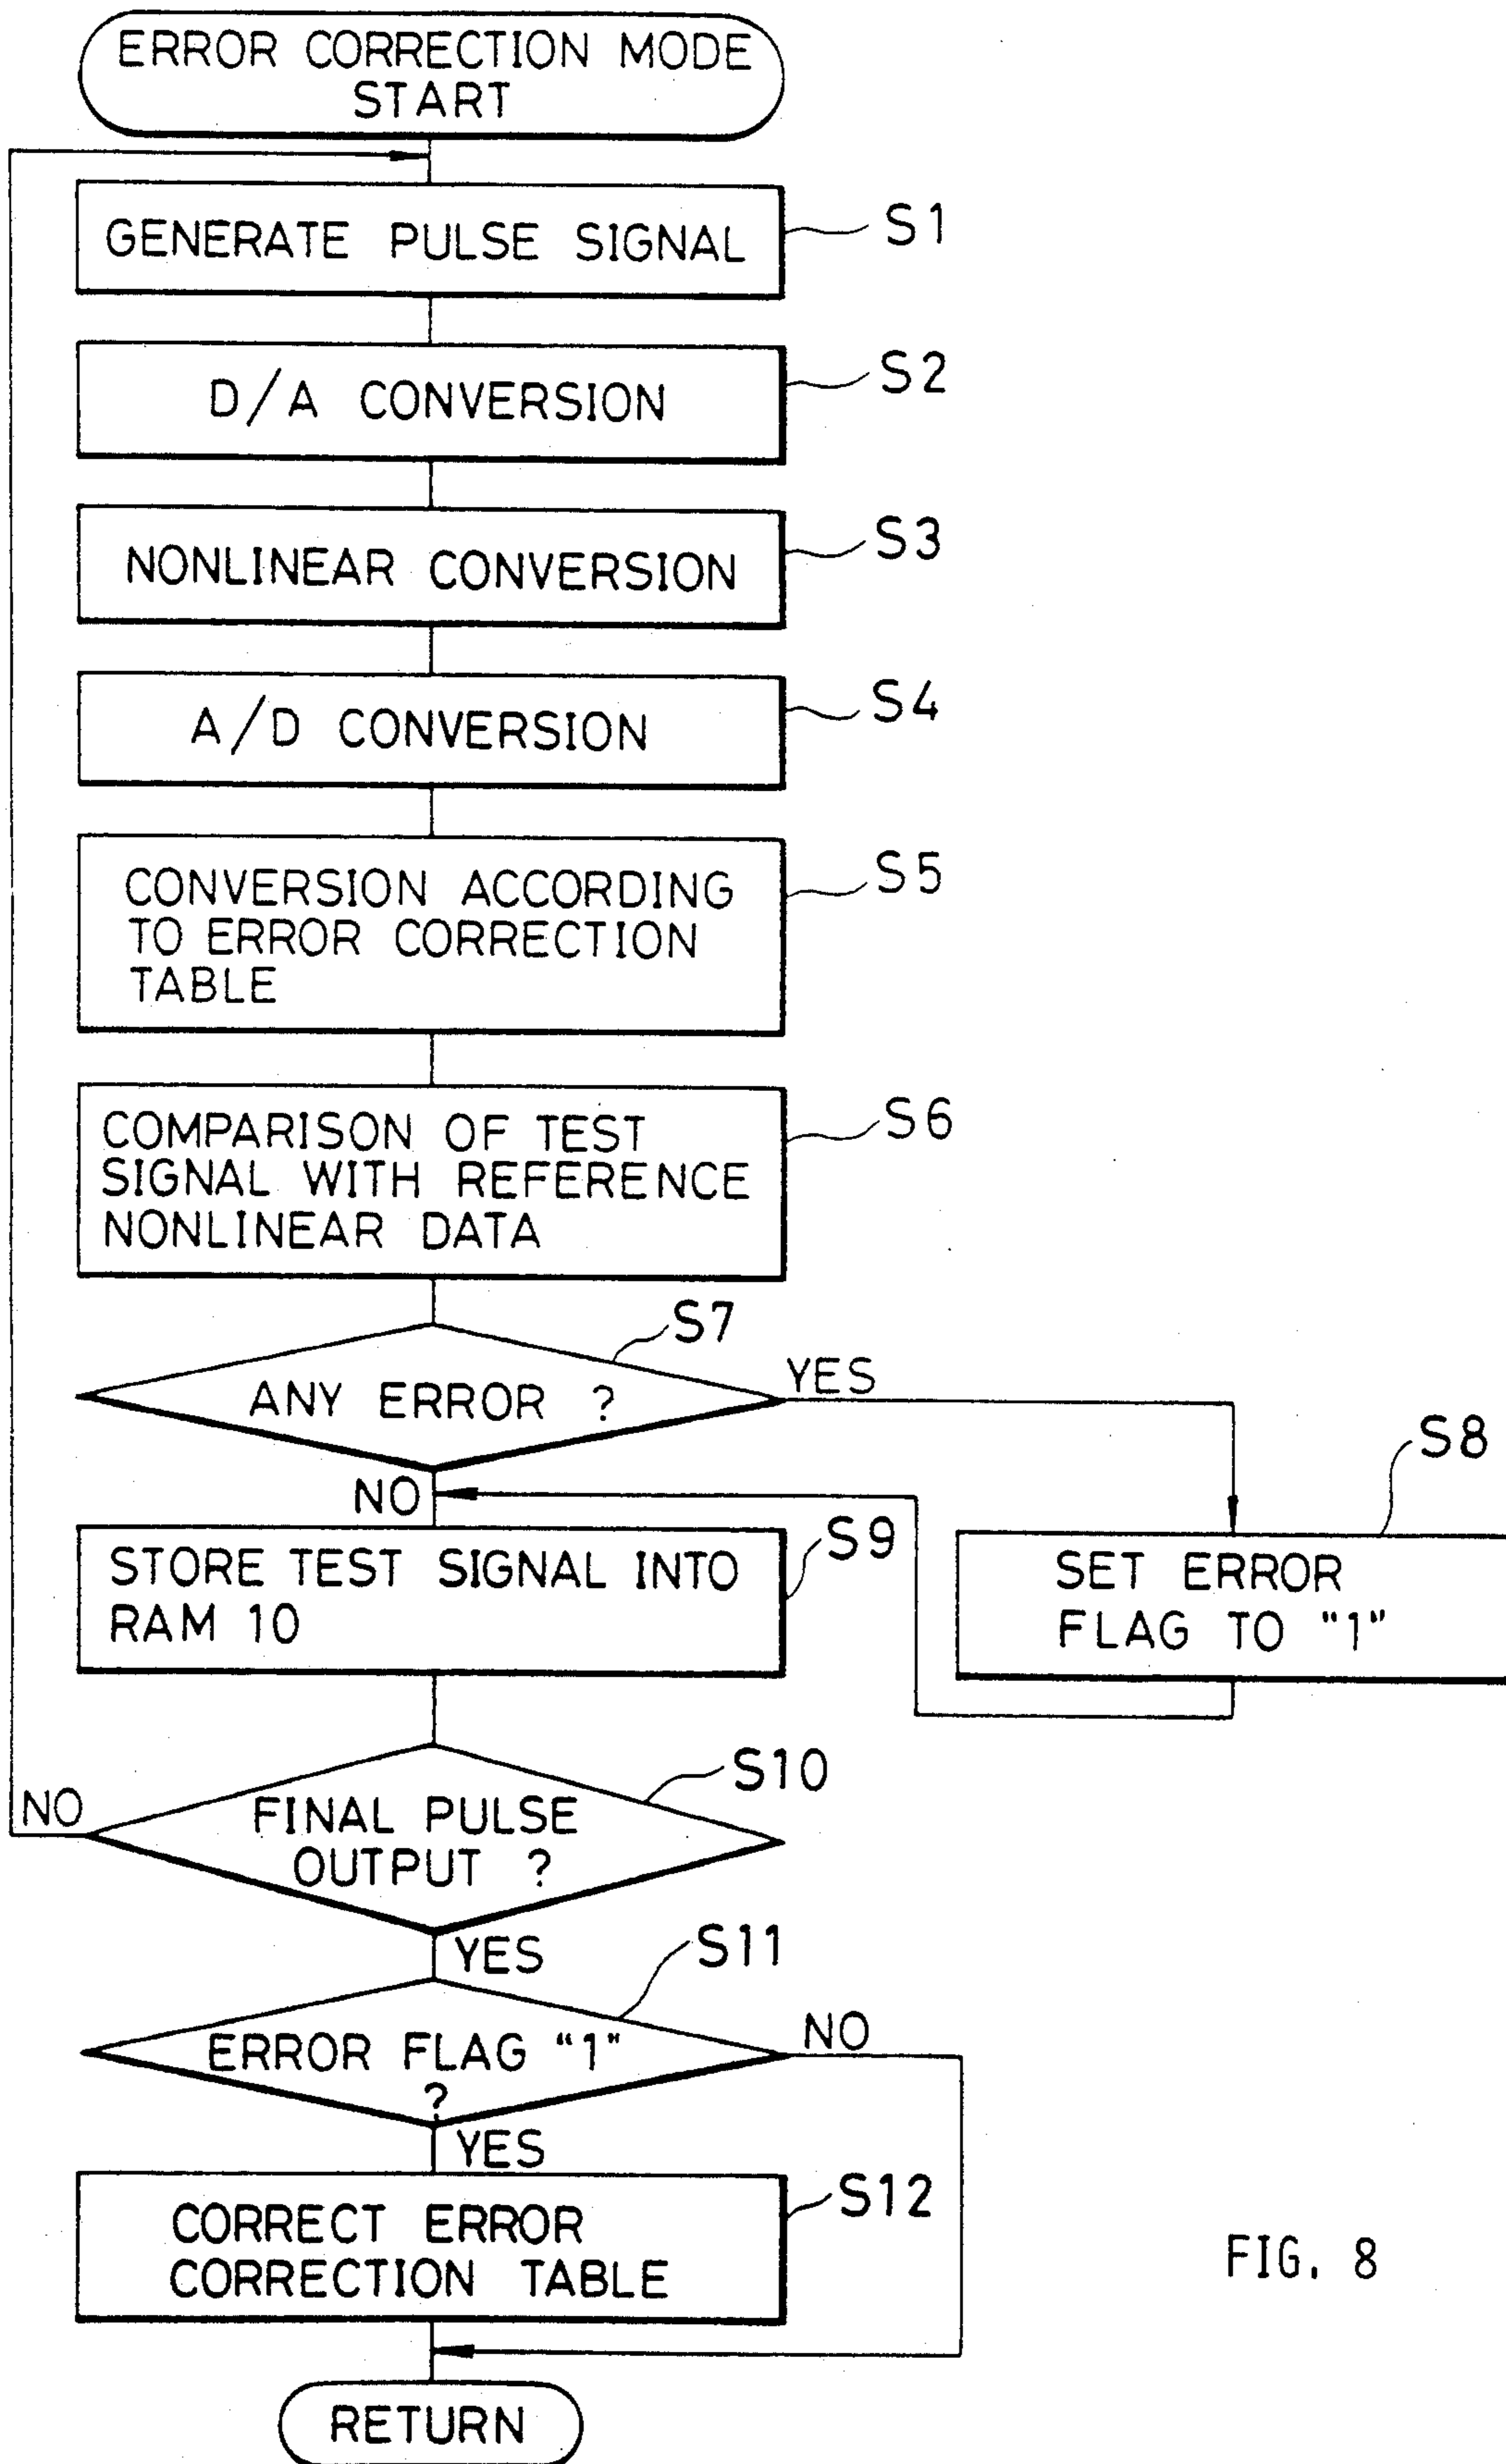 ERROR CORRECTION MODE
START
GENERATE PULSE SIGNAL
S1
D/A CONVERSION
S2
NONLINEAR CONVERSION
S3
A/D CONVERSION
S4
CONVERSION ACCORDING
TO ERROR CORRECTION
TABLE
S5
COMPARISON OF TEST
SIGNAL WITH REFERENCE
NONLINEAR DATA
S6
S7
ANY ERROR ?
YES
NO
S8
SET ERROR
FLAG TO "1"
STORE TEST SIGNAL INTO
RAM 10
S9
S10
FINAL PULSE
OUTPUT ?
NO
YES
S11
ERROR FLAG "1"
?
NO
YES
S12
CORRECT ERROR
CORRECTION TABLE
RETURN
FIG. 8